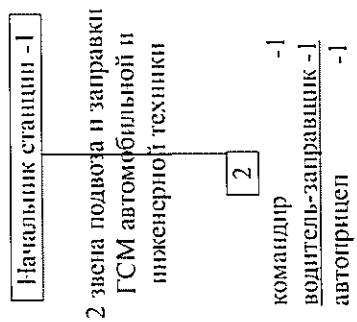 Начальник станции -1
2 звена подвоза и заправки
ГСМ автомобильной и
инженерной техники
2
командир -1
водитель-заправщик -1
автоприцеп -1